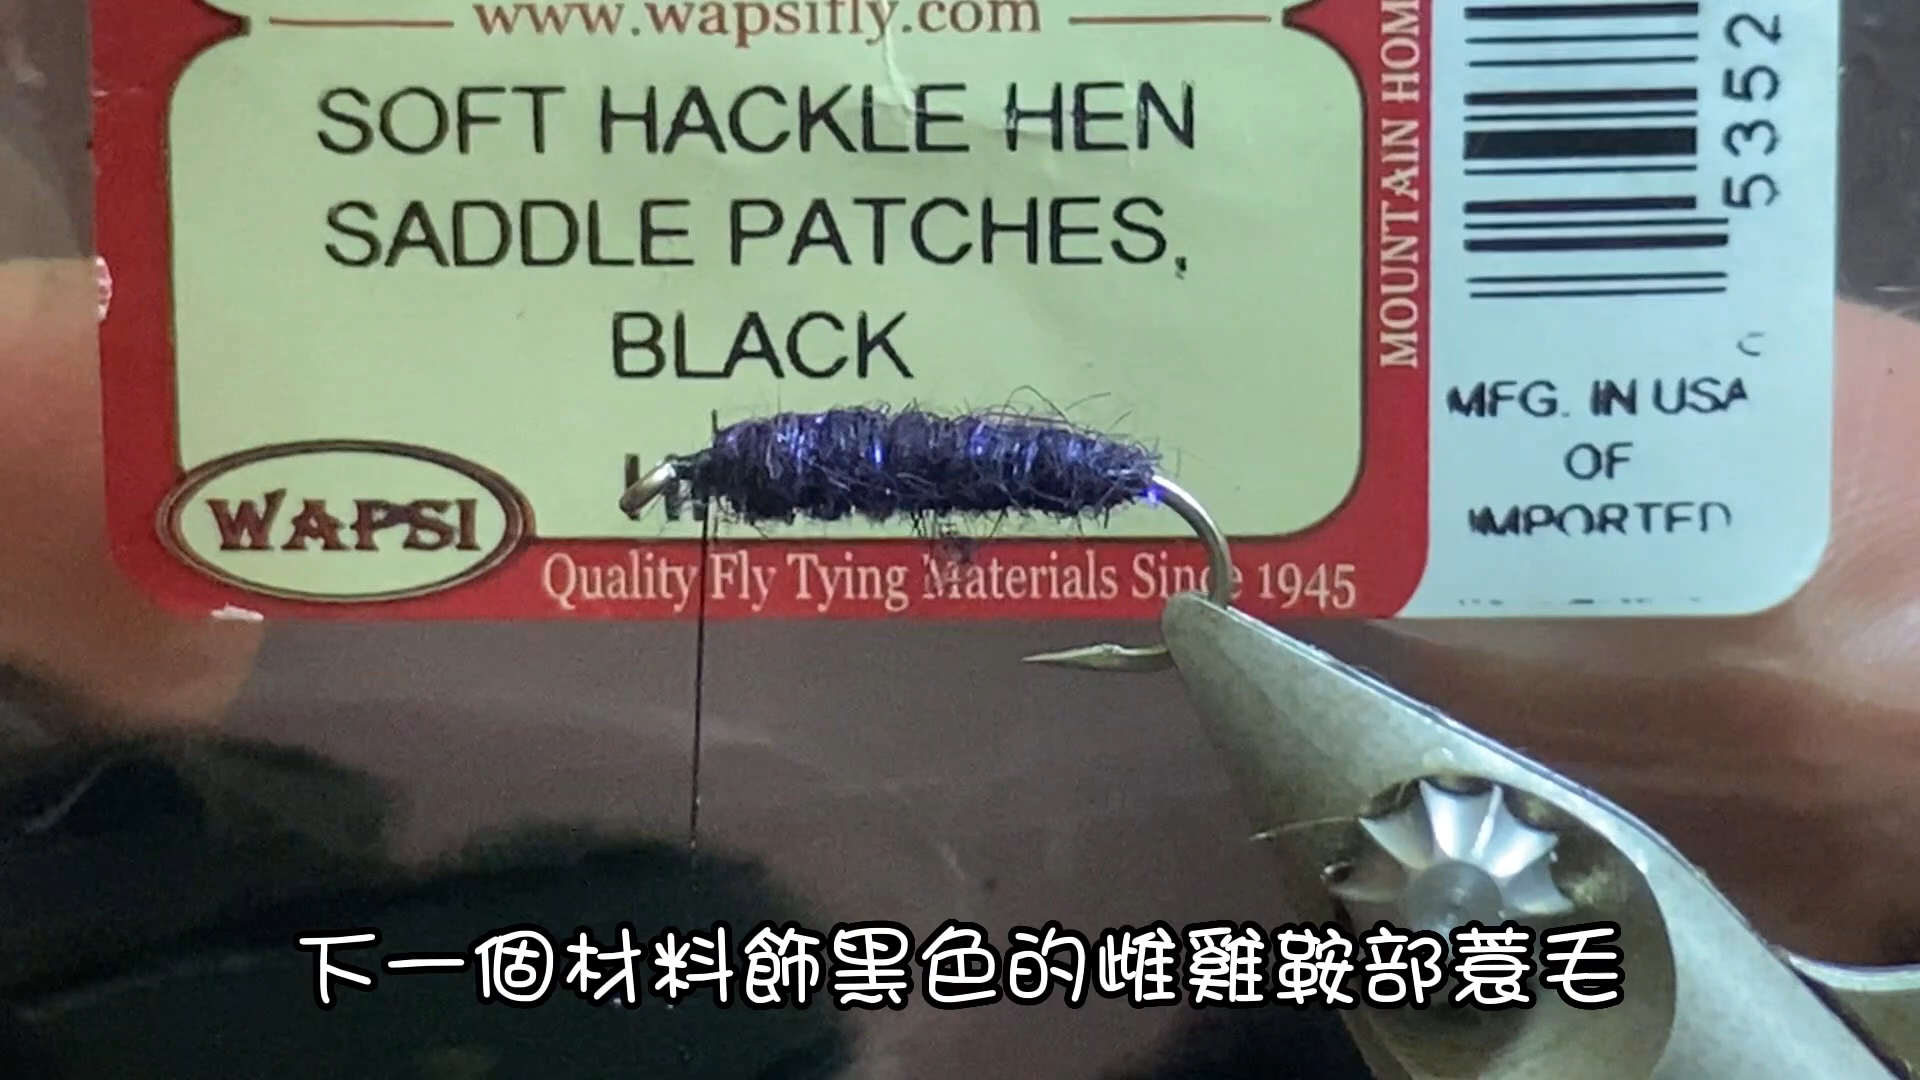 www.wapsifly.com
SOFT HACKLE HEN
SADDLE PATCHES,
BLACK
WAPSI
Quality Fly Tying Materials Since 1945
MOUNTAIN HOM
5352
MFG. IN USA
OF
IMPORTED
下一個材料飾黑色的雌雞鞍部蓑毛